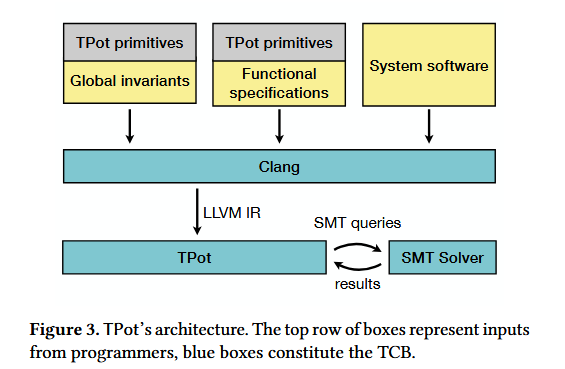 TPot primitives
Global invariants
TPot primitives
Functional
specifications
System software
Clang
LLVM IR
SMT queries
TPot
SMT Solver
results
Figure 3. TPot’s architecture. The top row of boxes represent inputs
from programmers, blue boxes constitute the TCB.